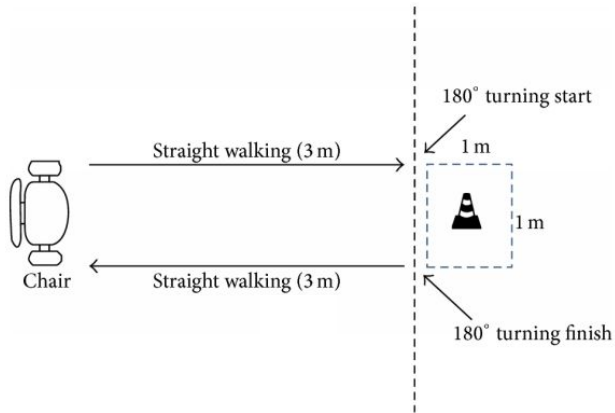 180° turning start
Straight walking (3 m)
1 m
1 m
Chair
Straight walking (3 m)
180° turning finish